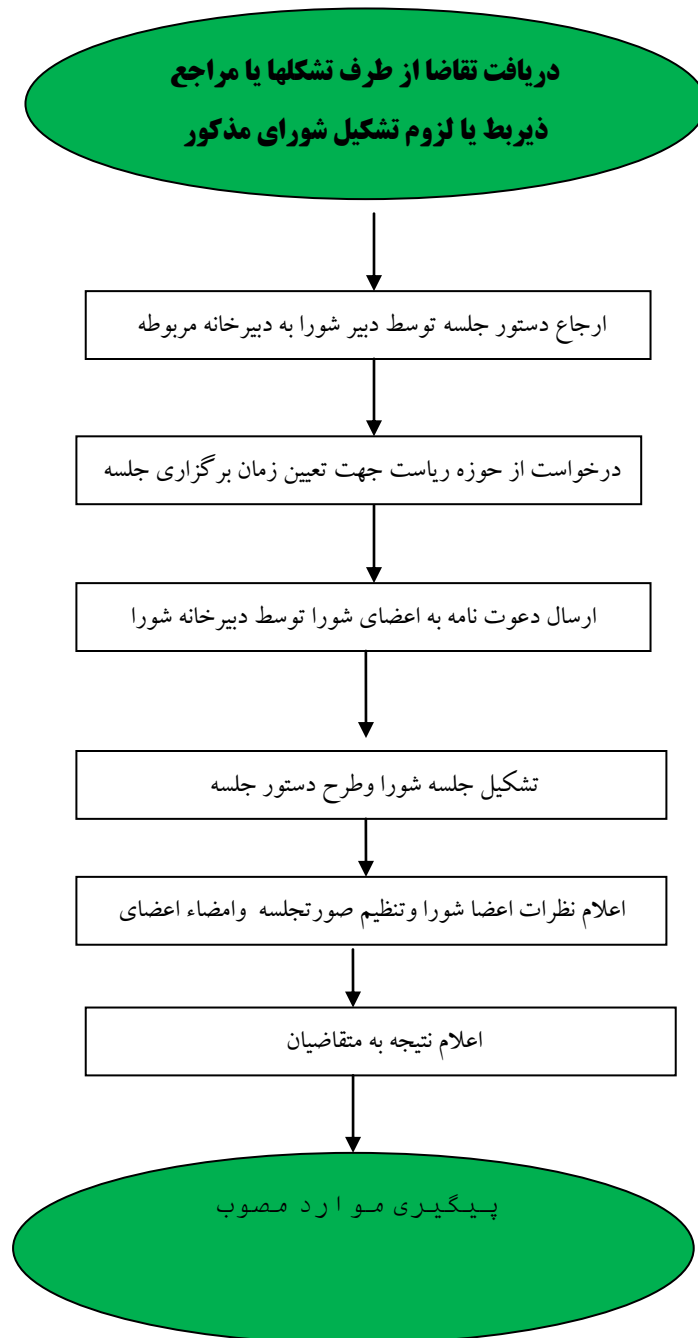 دریافت تقاضا از طرف تشکلها یا مراجع
ذیربط یا لزوم تشکیل شورای مذکور
ارجاع دستور جلسه توسط دبیر شورا به دبیرخانه مربوطه
درخواست از حوزه ریاست جهت تعیین زمان برگزاری جلسه
ارسال دعوت نامه به اعضای شورا توسط دبیرخانه شورا
تشکیل جلسه شورا وطرح دستور جلسه
اعلام نظرات اعضا شورا وتنظیم صورتجلسه وامضاء اعضای
اعلام نتیجه به متقاضیان
پیگیری موارد مصوب